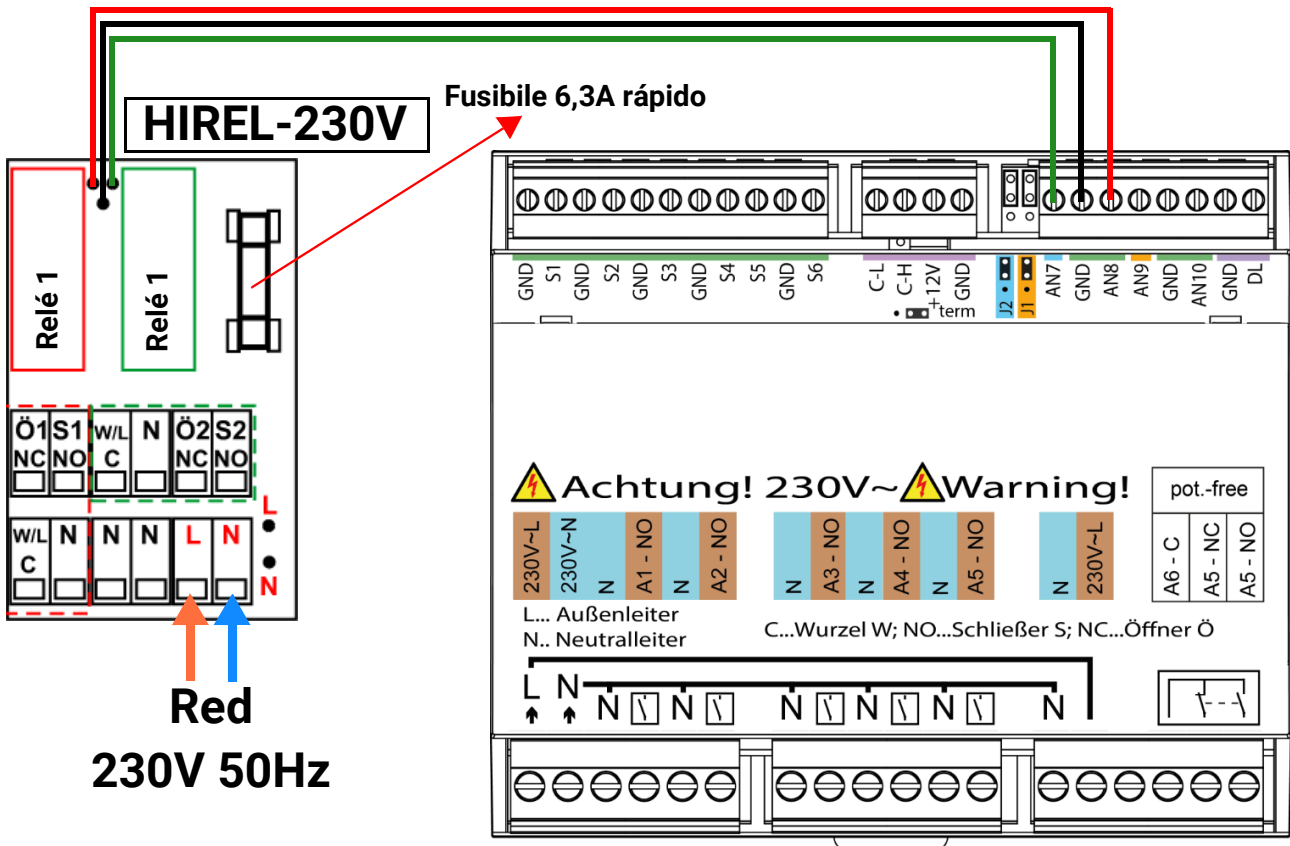 Fusibile 6,3A rápido
HIREL-230V
Relé 1
Relé 1
GND S1 GND S2 GND S3 GND S4 S5 GND S6
C-L C-H +12V GND
term
J2 J1
AN7 GND AN8 AN9 GND AN10 GND DL
Ö1 S1 W/L N Ö2 S2
NC NO C NC NO
L
W/L N N N L N
C
N
Achtung! 230V~ Warning!
pot.-free
230V~L 230V~N N A1 - NO N A2 - NO
N A3 - NO N A4 - NO N A5 - NO
N 230V~L
A6 - C A5 - NC A5 - NO
L... Außenleiter
N.. Neutralleiter
C...Wurzel W; NO...Schließer S; NC...Öffner Ö
L N N N N N N N
Red
230V 50Hz